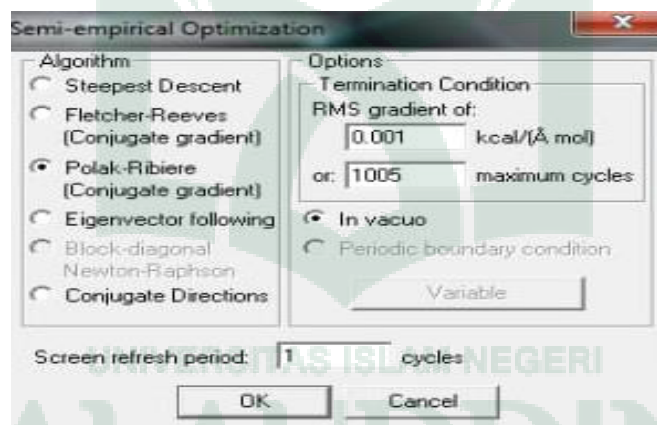 Semi-empirical Optimization
Algorithm
Steepest Descent
Fletcher-Reeves
(Conjugate gradient)
Polak-Ribiere
(Conjugate gradient)
Eigenvector following
Block-diagonal
Newton-Raphson
Conjugate Directions
Options
Termination Condition
RMS gradient of:
0.001 kcal/(Å mol)
or: 1005 maximum cycles
In vacuo
Periodic boundary condition
Variable
Screen refresh period: 1 cycles
UNIVERSITAS ISLAM NEGERI
OK Cancel